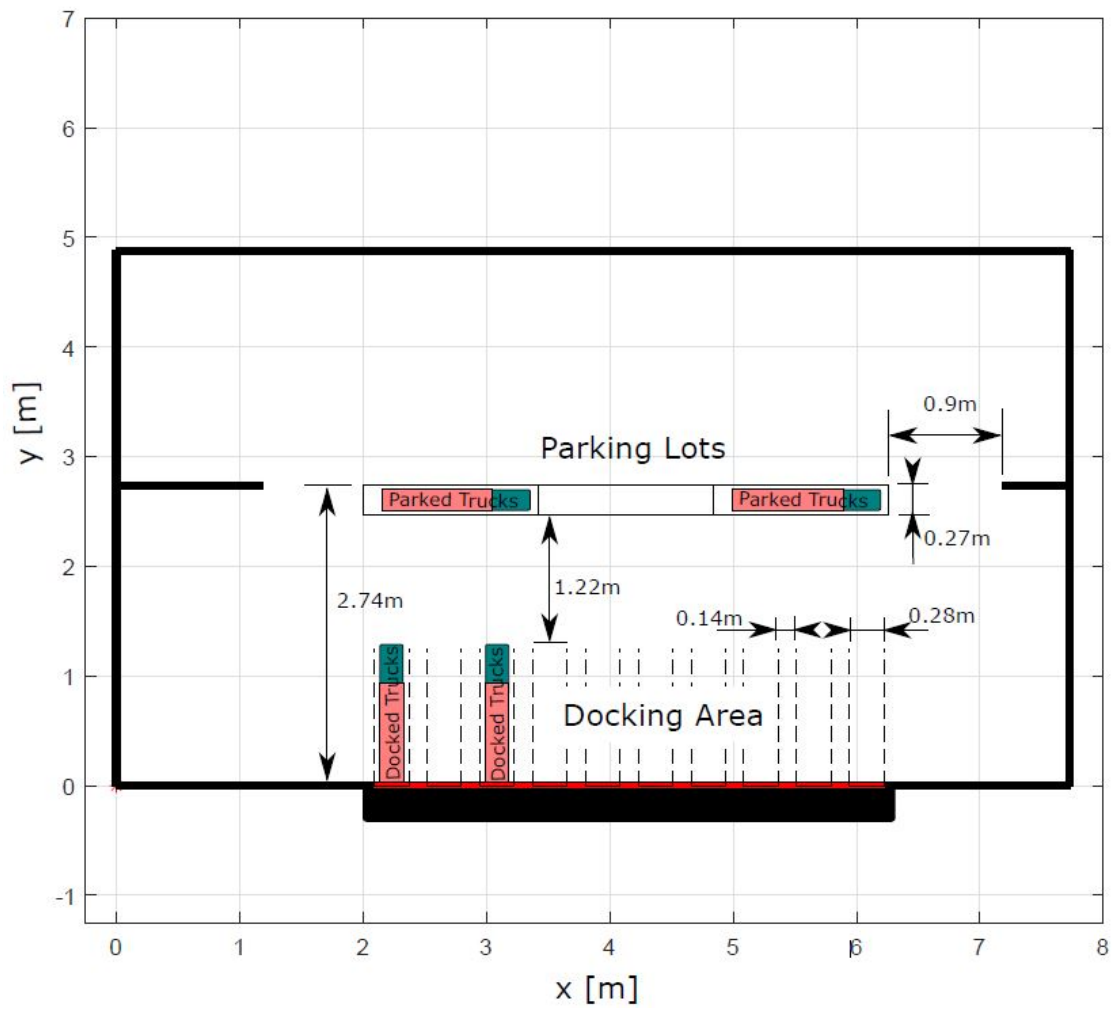 7
6
5
4
3
2
1
0
-1
y [m]
0.9m
Parking Lots
Parked Trucks
Parked Trucks
0.27m
2.74m
1.22m
0.14m
0.28m
Docked Trucks
Docked Trucks
Docking Area
0 1 2 3 4 5 6 7 8
x [m]